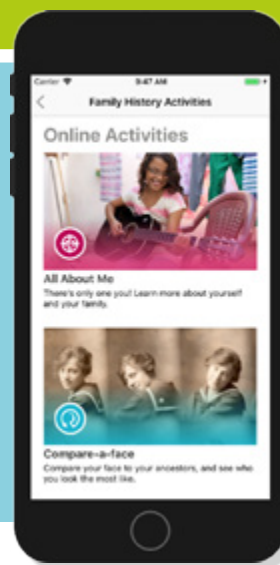 Carrier 9:47 AM
Family History Activities
Online Activities
All About Me
There's only one you! Learn more about yourself
and your family.
Compare-a-face
Compare your face to your ancestors, and see who
you look the most like.